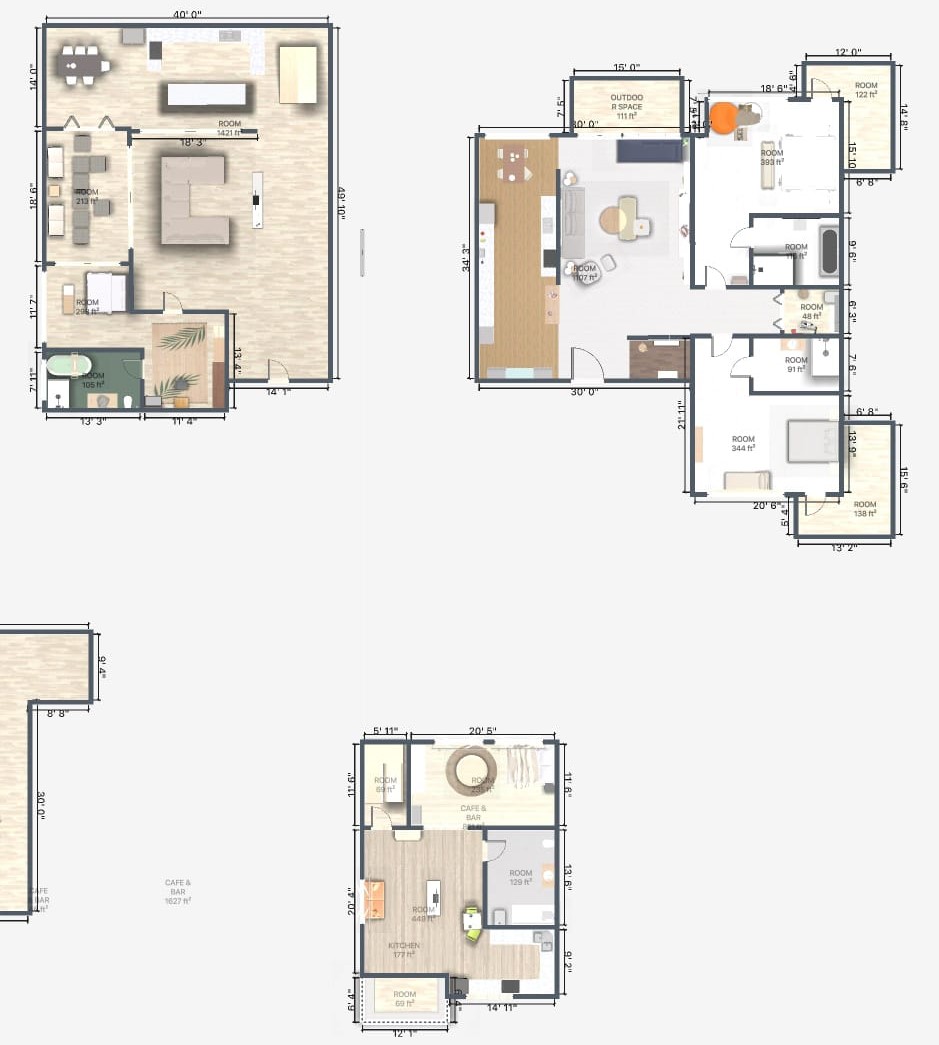 40' 0"
14' 0"
ROOM
1421 ft²
18' 3"
18' 6"
ROOM
213 ft²
49' 10"
11' 7"
ROOM
293 ft²
13' 4"
7' 11"
ROOM
105 ft²
14' 1"
13' 3"
11' 4"
12' 0"
15' 0"
18' 6"
4' 6"
ROOM
122 ft²
14' 8"
7' 5"
OUTDOO
R SPACE
111 ft²
30' 0"
ROOM
393 ft²
15' 10"
6' 8"
34' 3"
ROOM
1107 ft²
ROOM
116 ft²
9' 6"
ROOM
48 ft²
6' 3"
ROOM
91 ft²
7' 6"
30' 0"
21' 11"
6' 8"
ROOM
344 ft²
13' 9"
15' 6"
20' 6"
5' 4"
ROOM
138 ft²
13' 2"
9' 4"
8' 8"
30' 0"
CAFE
BAR
CAFE &
BAR
1627 ft²
5' 11"
20' 5"
11' 6"
ROOM
69 ft²
ROOM
235 ft²
11' 6"
CAFE &
BAR
20' 4"
ROOM
129 ft²
13' 6"
ROOM
449 ft²
KITCHEN
177 ft²
9' 2"
6' 4"
ROOM
69 ft²
14' 11"
12' 1"